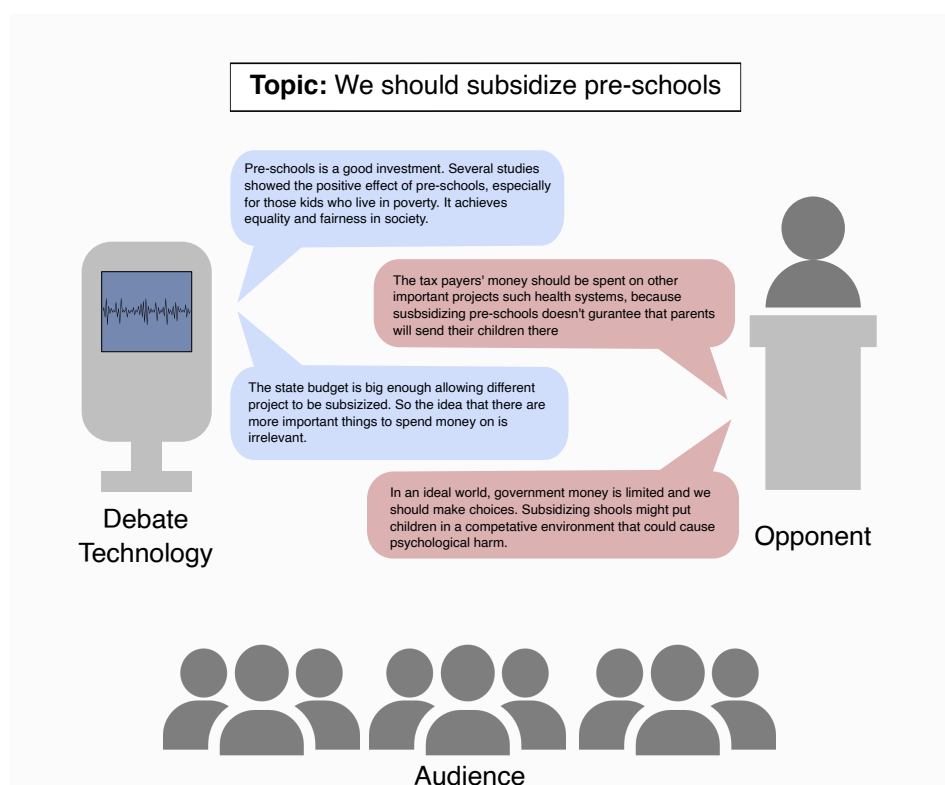 Topic: We should subsidize pre-schools
Pre-schools is a good investment. Several studies
showed the positive effect of pre-schools, especially
for those kids who live in poverty. It achieves
equality and fairness in society.
The tax payers' money should be spent on other
important projects such health systems, because
susbsidizing pre-schools doesn't gurantee that parents
will send their children there
The state budget is big enough allowing different
project to be subsizized. So the idea that there are
more important things to spend money on is
irrelevant.
In an ideal world, government money is limited and we
should make choices. Subsidizing shools might put
children in a competative environment that could cause
psychological harm.
Debate
Technology
Opponent
Audience